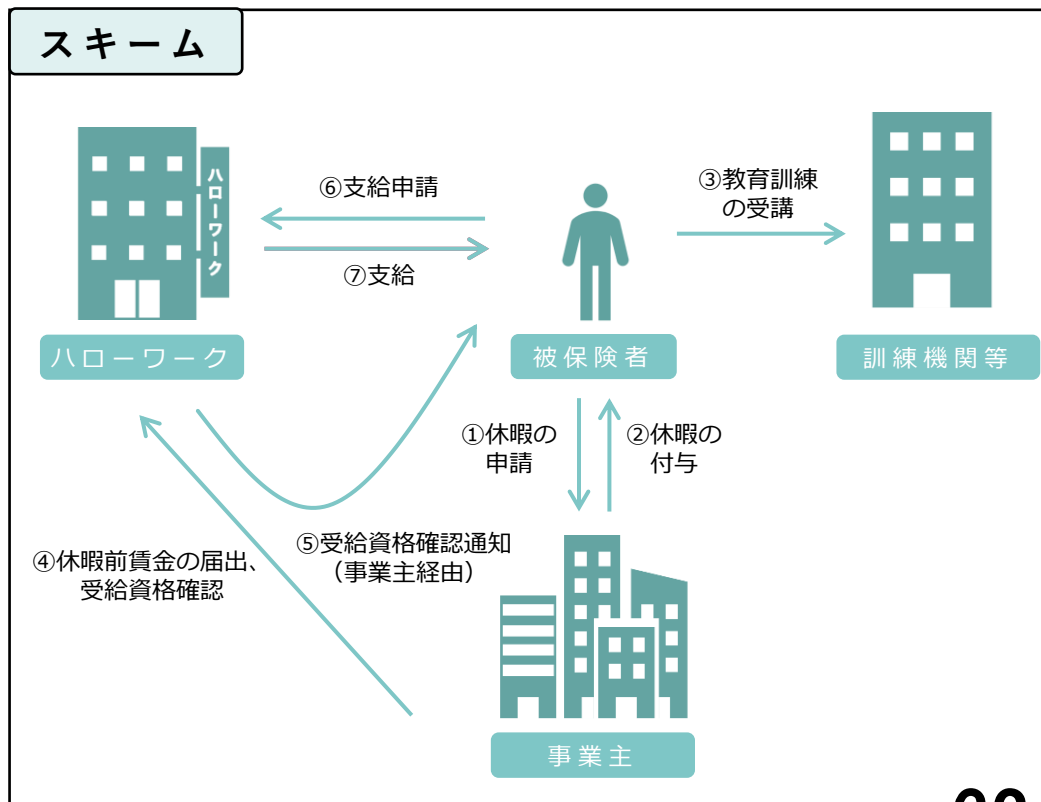 スキーム
ハローワーク
⑥支給申請
⑦支給
③教育訓練
の受講
ハローワーク
被保険者
訓練機関等
①休暇の
申請
②休暇の
付与
④休暇前賃金の届出、
受給資格確認
⑤受給資格確認通知
（事業主経由）
事業主